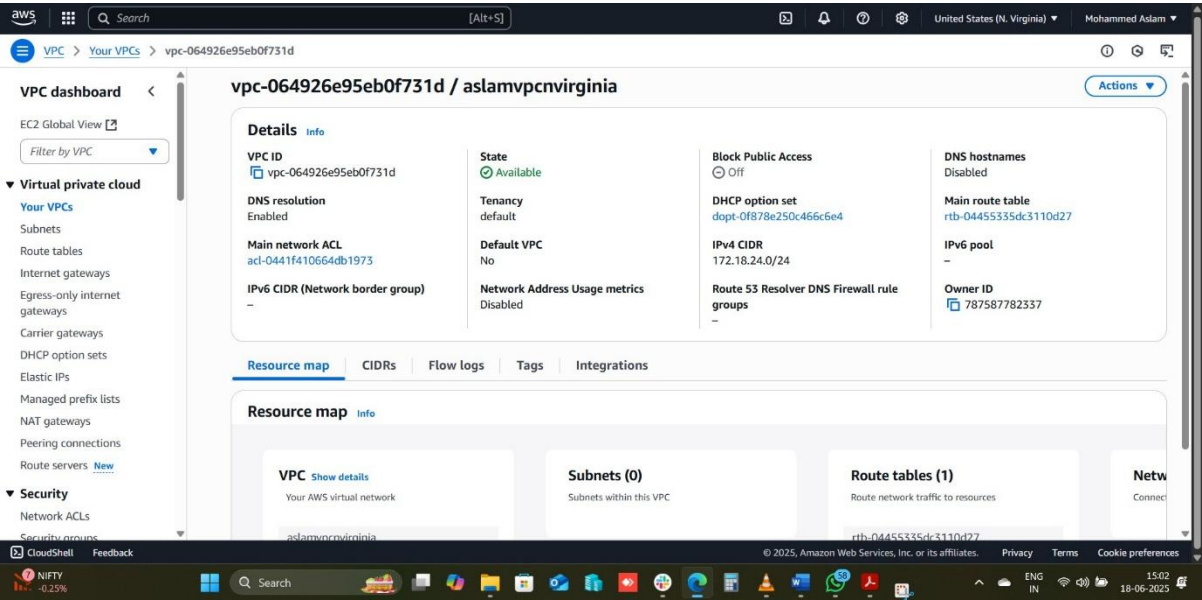 aws
Search
[Alt+S]
United States (N. Virginia)
Mohammed Aslam
VPC > Your VPCs > vpc-064926e95eb0f731d
VPC dashboard
EC2 Global View
Filter by VPC
Virtual private cloud
Your VPCs
Subnets
Route tables
Internet gateways
Egress-only internet
gateways
Carrier gateways
DHCP option sets
Elastic IPs
Managed prefix lists
NAT gateways
Peering connections
Route servers New
Security
Network ACLs
Security groups
vpc-064926e95eb0f731d / aslamvpcnvirginia
Actions
Details Info
VPC ID
vpc-064926e95eb0f731d
State
Available
Block Public Access
Off
DNS hostnames
Disabled
DNS resolution
Enabled
Tenancy
default
DHCP option set
dopt-0f878e250c466c6e4
Main route table
rtb-04455335dc3110d27
Main network ACL
acl-0441f410664db1973
Default VPC
No
IPv4 CIDR
172.18.24.0/24
IPv6 pool
–
IPv6 CIDR (Network border group)
–
Network Address Usage metrics
Disabled
Route 53 Resolver DNS Firewall rule
groups
–
Owner ID
787587782337
Resource map
CIDRs
Flow logs
Tags
Integrations
Resource map Info
VPC Show details
Your AWS virtual network
aslamvpcnvirginia
Subnets (0)
Subnets within this VPC
Route tables (1)
Route network traffic to resources
rtb-04455335dc3110d27
Netw
Connect
CloudShell
Feedback
© 2025, Amazon Web Services, Inc. or its affiliates.
Privacy
Terms
Cookie preferences
7
NIFTY
-0.25%
Search
58
ENG
IN
15:02
18-06-2025